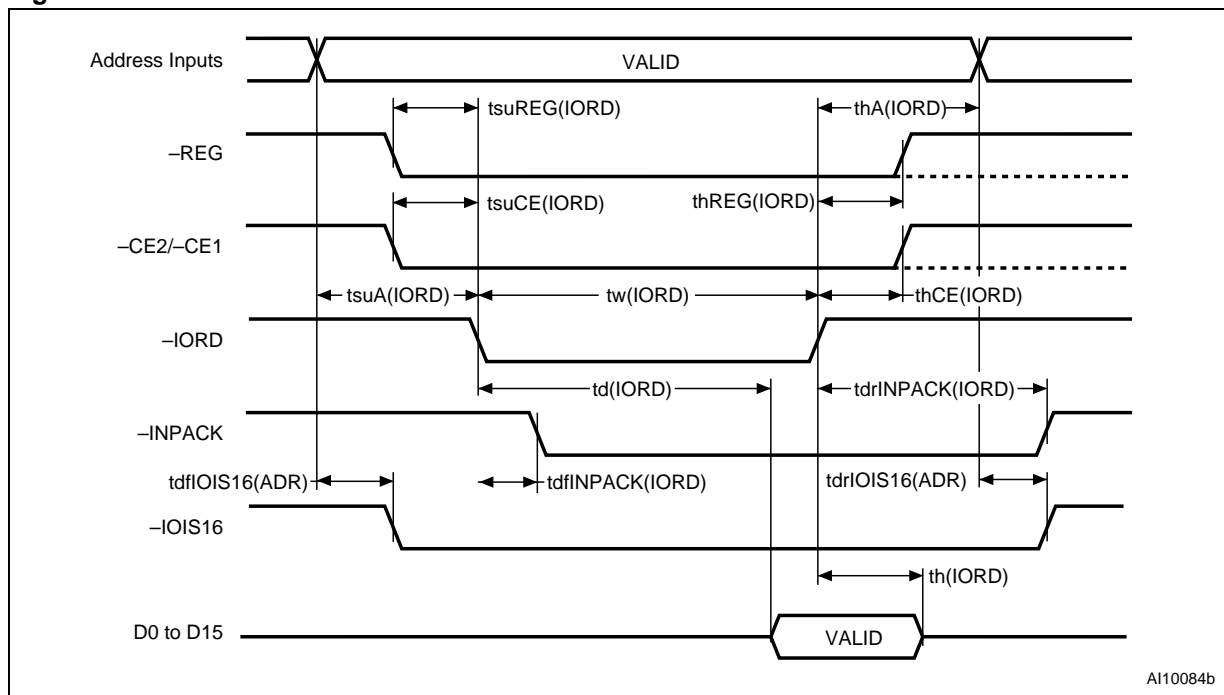 Address Inputs
VALID
tsuREG(IORD)
thA(IORD)
–REG
tsuCE(IORD)
thREG(IORD)
–CE2/–CE1
tsuA(IORD)
tw(IORD)
thCE(IORD)
–IORD
td(IORD)
tdrINPACK(IORD)
–INPACK
tdfIOIS16(ADR)
tdfINPACK(IORD)
tdrIOIS16(ADR)
–IOIS16
th(IORD)
D0 to D15
VALID
AI10084b